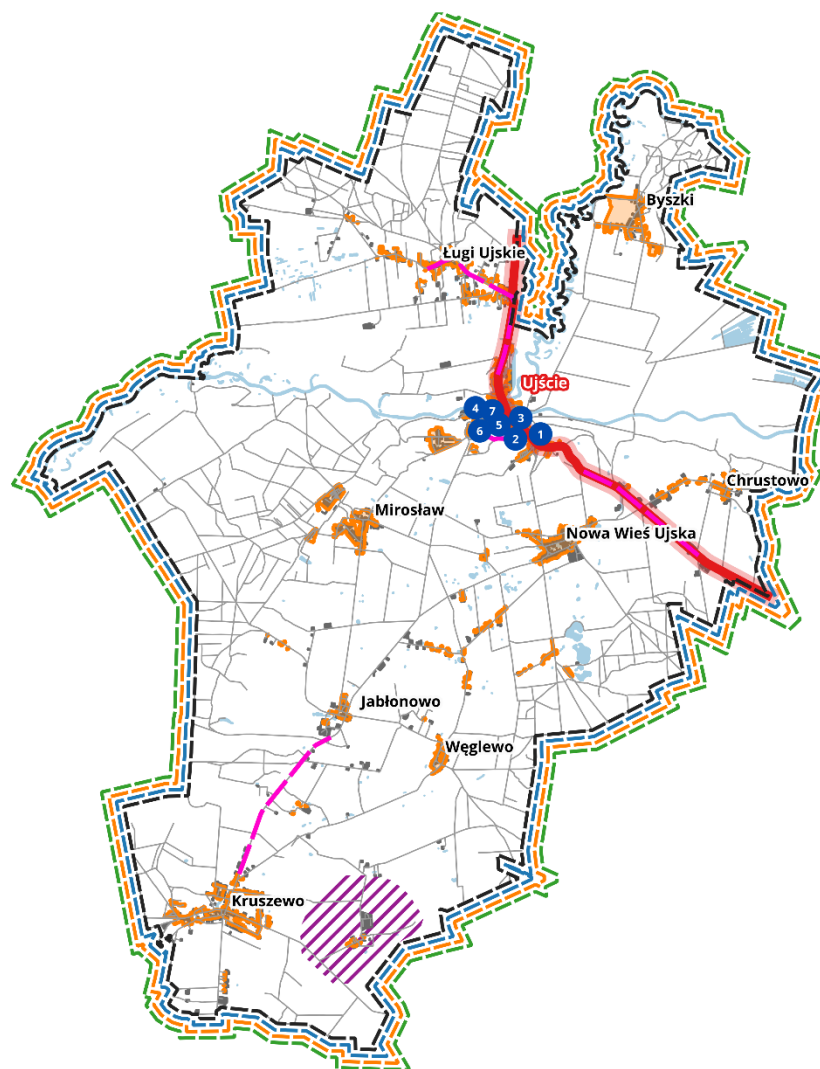 Byszki
Ługi Ujskie
Ujście
4
7
3
5
6
2
1
Chrustowo
Mirosław
Nowa Wieś Ujska
Jabłonowo
Węglewo
Kruszewo